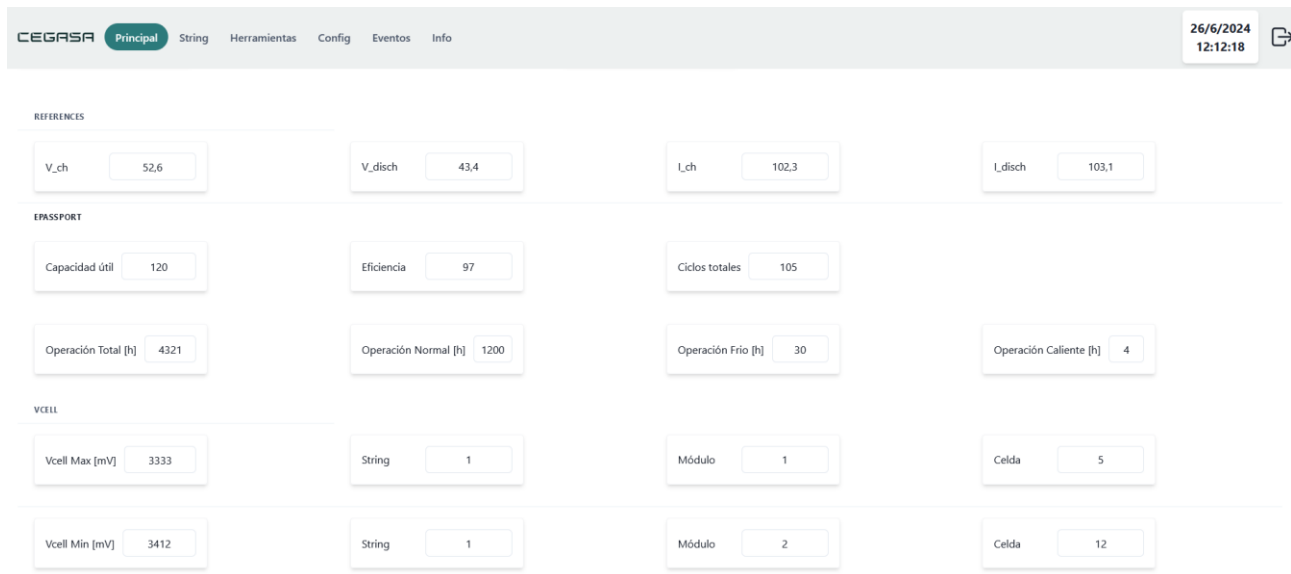 CEGASA Principal String Herramientas Config Eventos Info 26/6/2024
12:12:18
REFERENCES
V_ch 52,6 V_disch 43,4 I_ch 102,3 I_disch 103,1
EPASSPORT
Capacidad útil 120 Eficiencia 97 Ciclos totales 105
Operación Total [h] 4321 Operación Normal [h] 1200 Operación Frio [h] 30 Operación Caliente [h] 4
VCELL
Vcell Max [mV] 3333 String 1 Módulo 1 Celda 5
Vcell Min [mV] 3412 String 1 Módulo 2 Celda 12